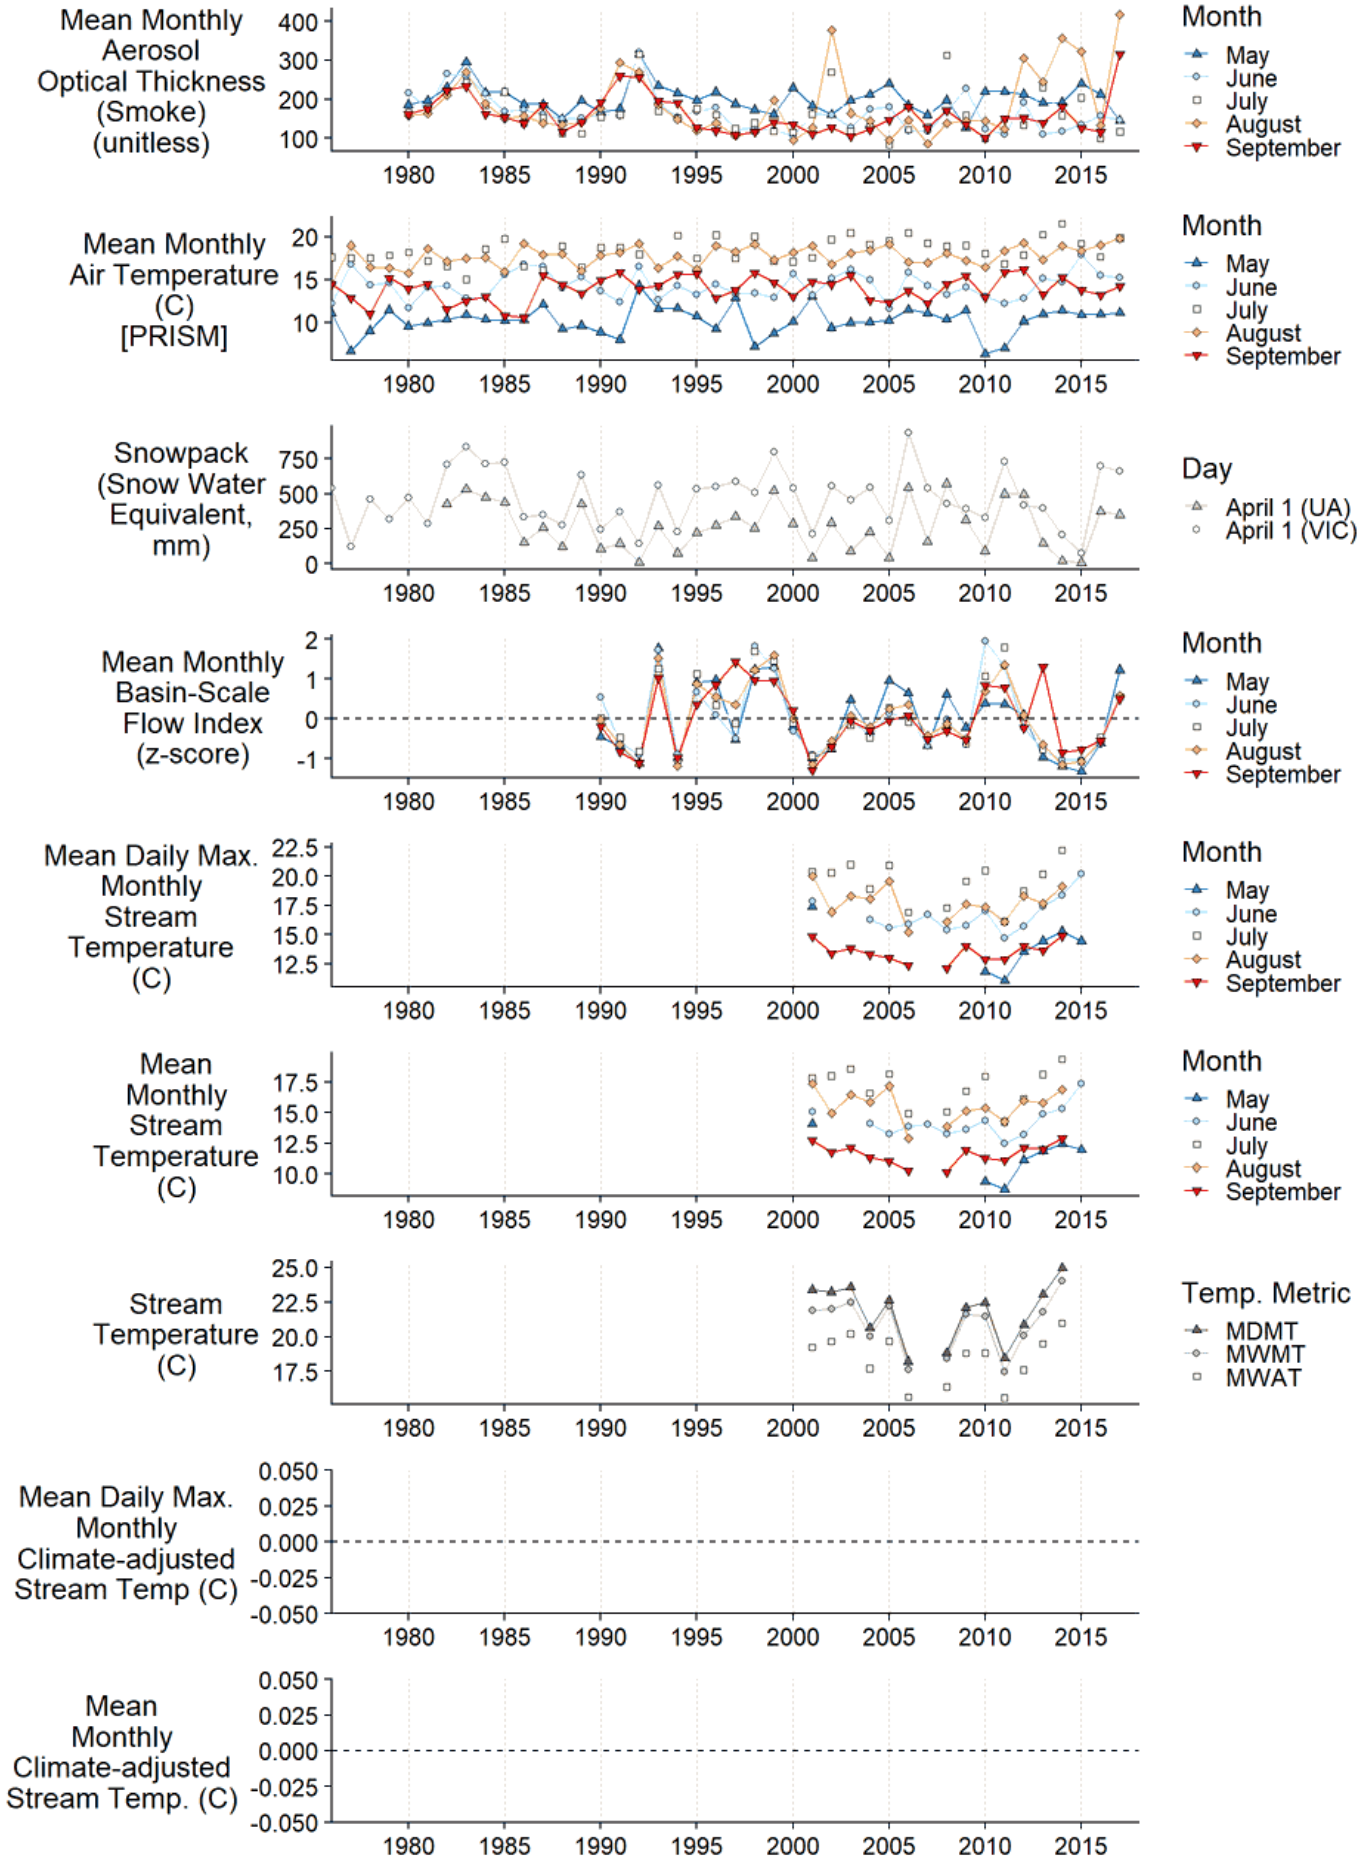 Mean Monthly
Aerosol
Optical Thickness
(Smoke)
(unitless)
400
300
200
100
1980 1985 1990 1995 2000 2005 2010 2015
Month
May
June
July
August
September
Mean Monthly
Air Temperature
(C)
[PRISM]
20
15
10
1980 1985 1990 1995 2000 2005 2010 2015
Month
May
June
July
August
September
Snowpack
(Snow Water
Equivalent,
mm)
750
500
250
0
1980 1985 1990 1995 2000 2005 2010 2015
Day
April 1 (UA)
April 1 (VIC)
Mean Monthly
Basin-Scale
Flow Index
(z-score)
2
1
0
-1
1980 1985 1990 1995 2000 2005 2010 2015
Month
May
June
July
August
September
Mean Daily Max.
Monthly
Stream
Temperature
(C)
22.5
20.0
17.5
15.0
12.5
1980 1985 1990 1995 2000 2005 2010 2015
Month
May
June
July
August
September
Mean
Monthly
Stream
Temperature
(C)
17.5
15.0
12.5
10.0
1980 1985 1990 1995 2000 2005 2010 2015
Month
May
June
July
August
September
Stream
Temperature
(C)
25.0
22.5
20.0
17.5
1980 1985 1990 1995 2000 2005 2010 2015
Temp. Metric
MDMT
MWMT
MWAT
Mean Daily Max.
Monthly
Climate-adjusted
Stream Temp (C)
0.050
0.025
0.000
-0.025
-0.050
1980 1985 1990 1995 2000 2005 2010 2015
Mean
Monthly
Climate-adjusted
Stream Temp. (C)
0.050
0.025
0.000
-0.025
-0.050
1980 1985 1990 1995 2000 2005 2010 2015